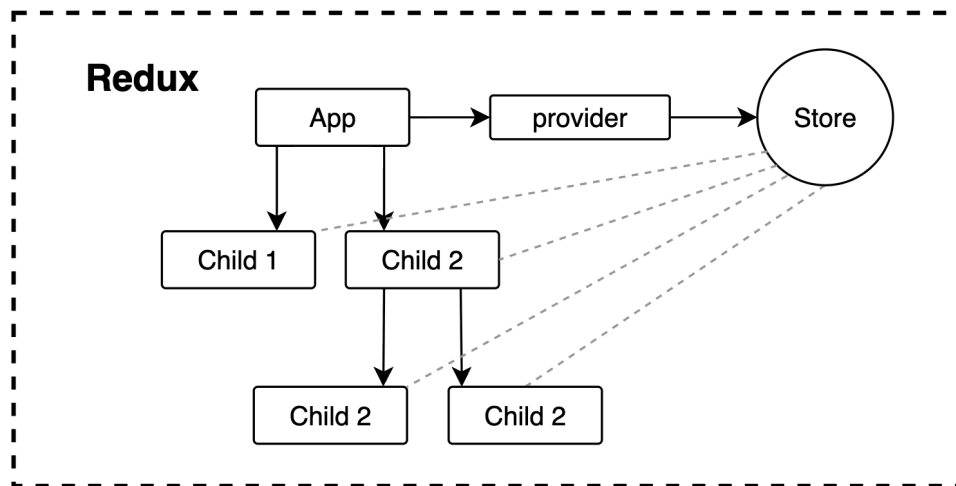 Redux
App
provider
Store
Child 1
Child 2
Child 2
Child 2